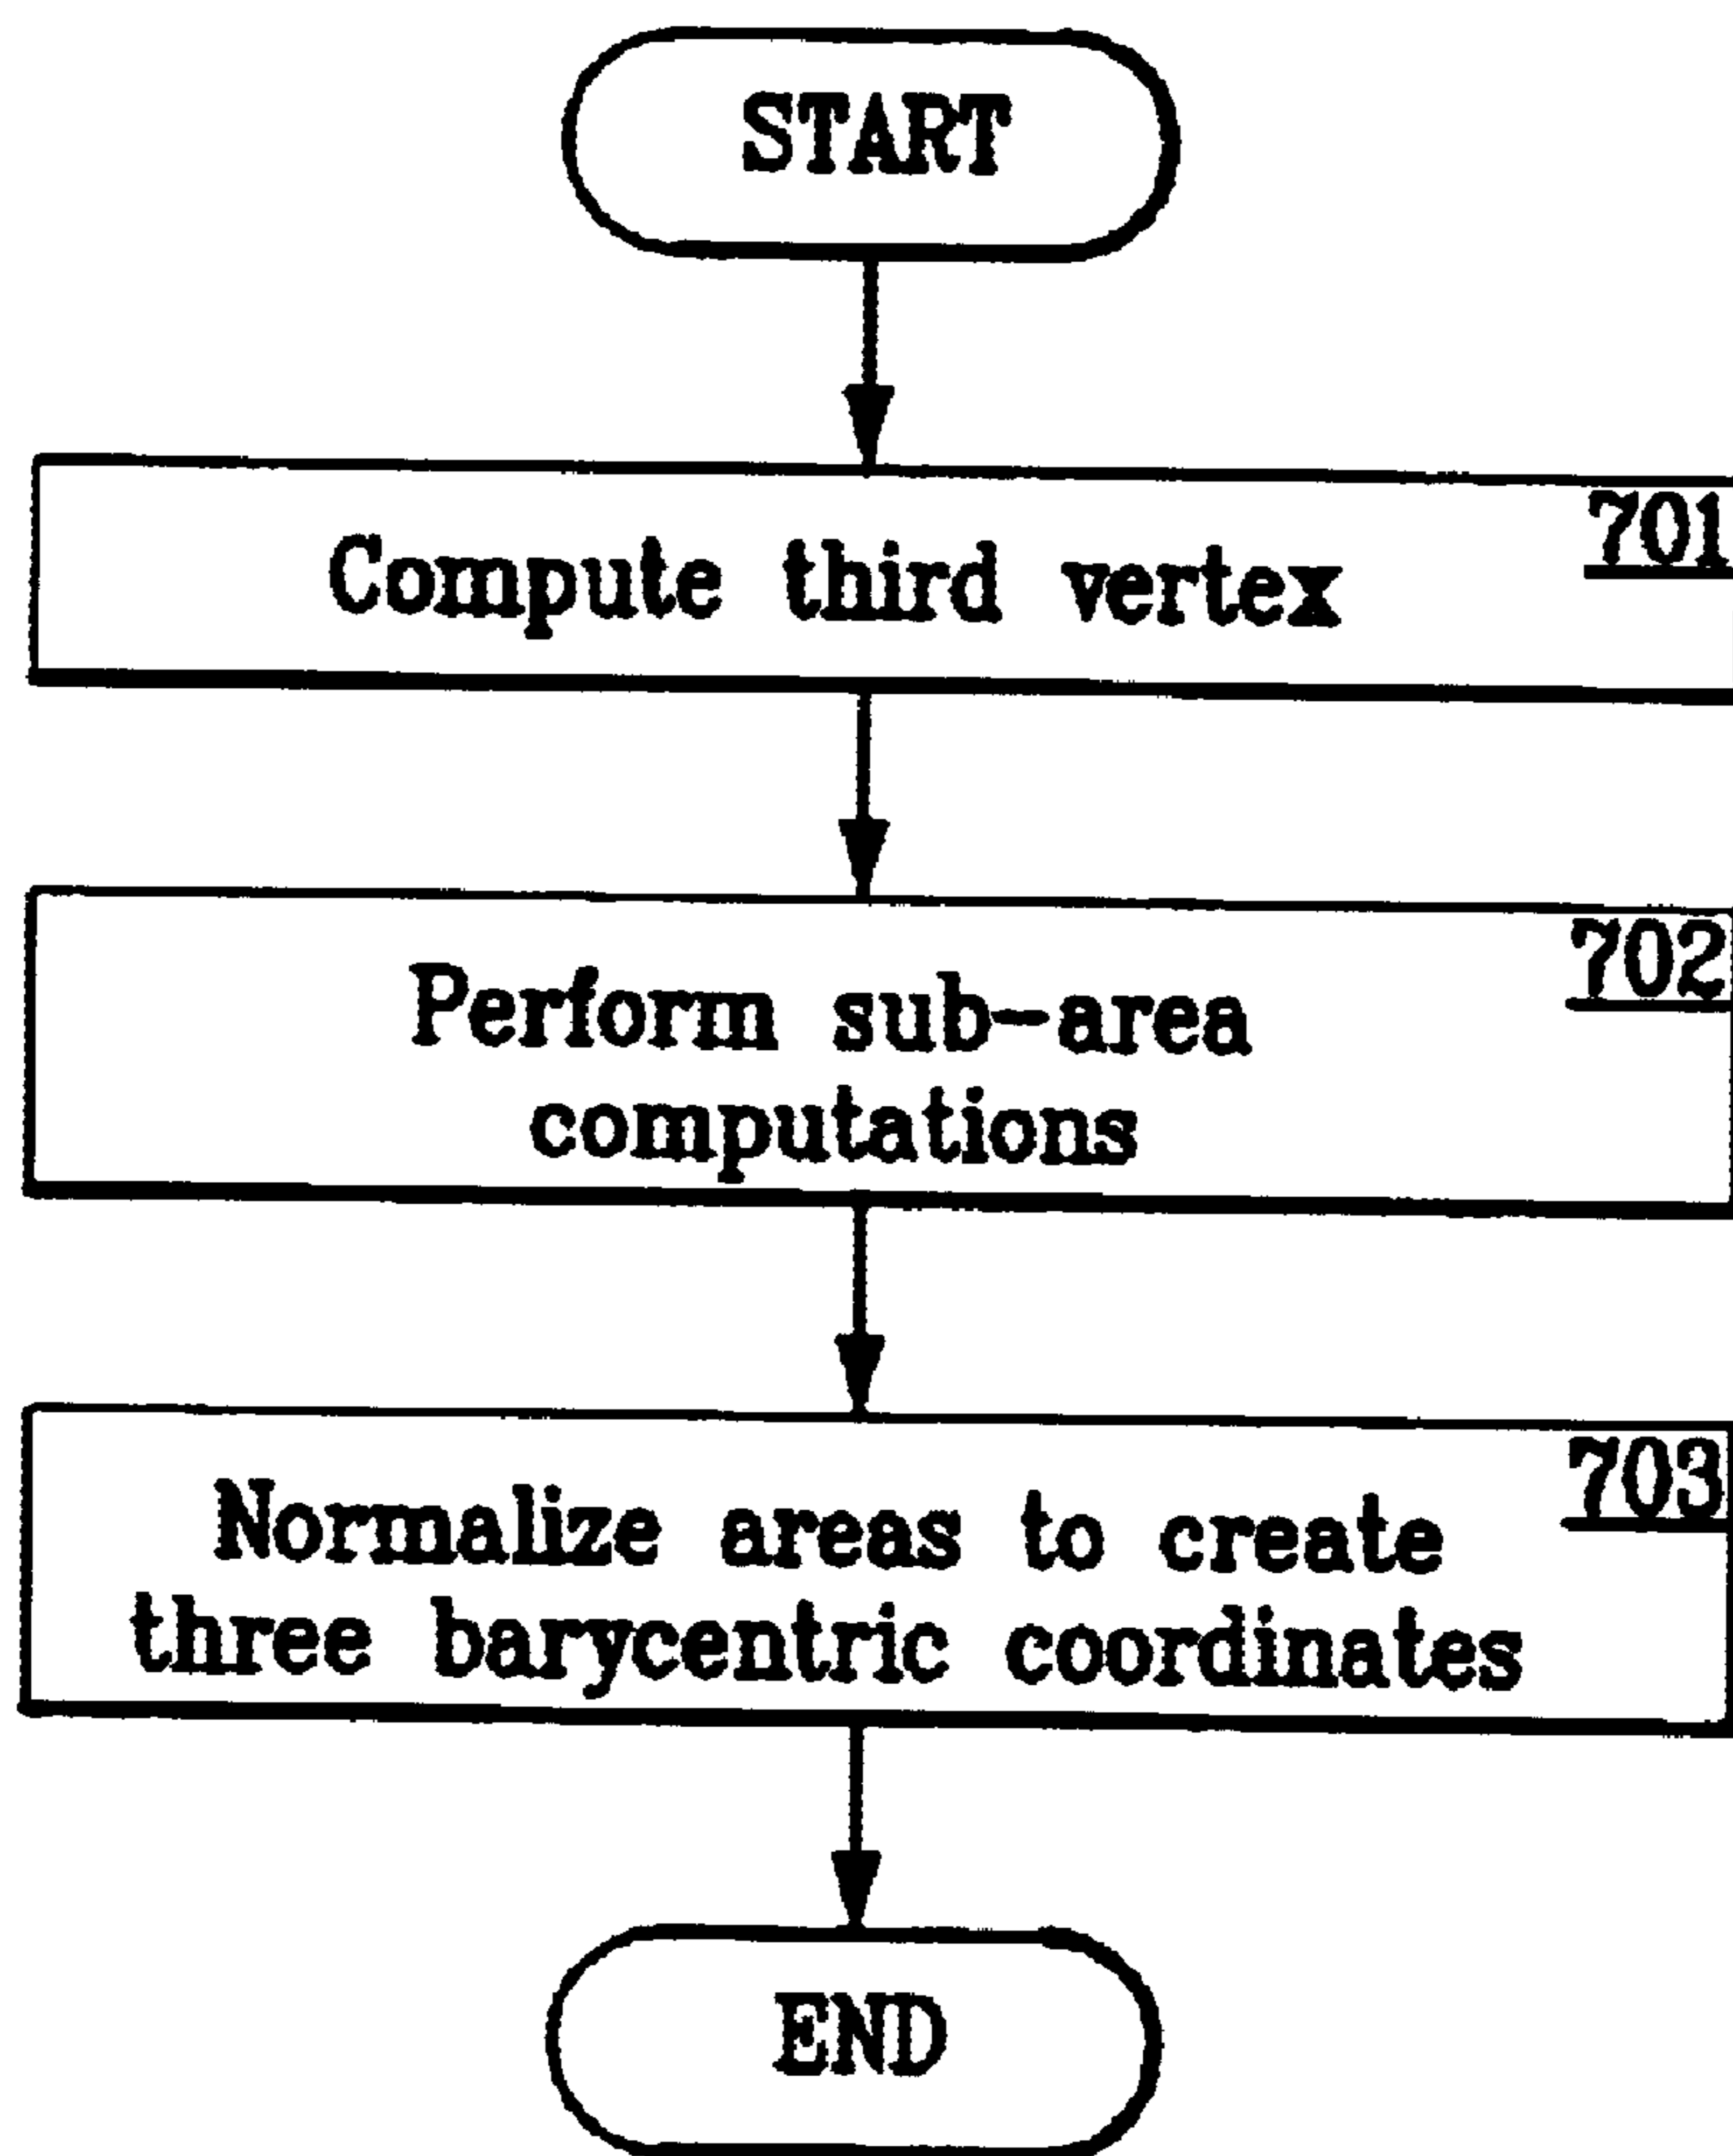 START
701
Compute third vertex
702
Perform sub-area
computations
703
Normalize areas to create
three barycentric coordinates
END